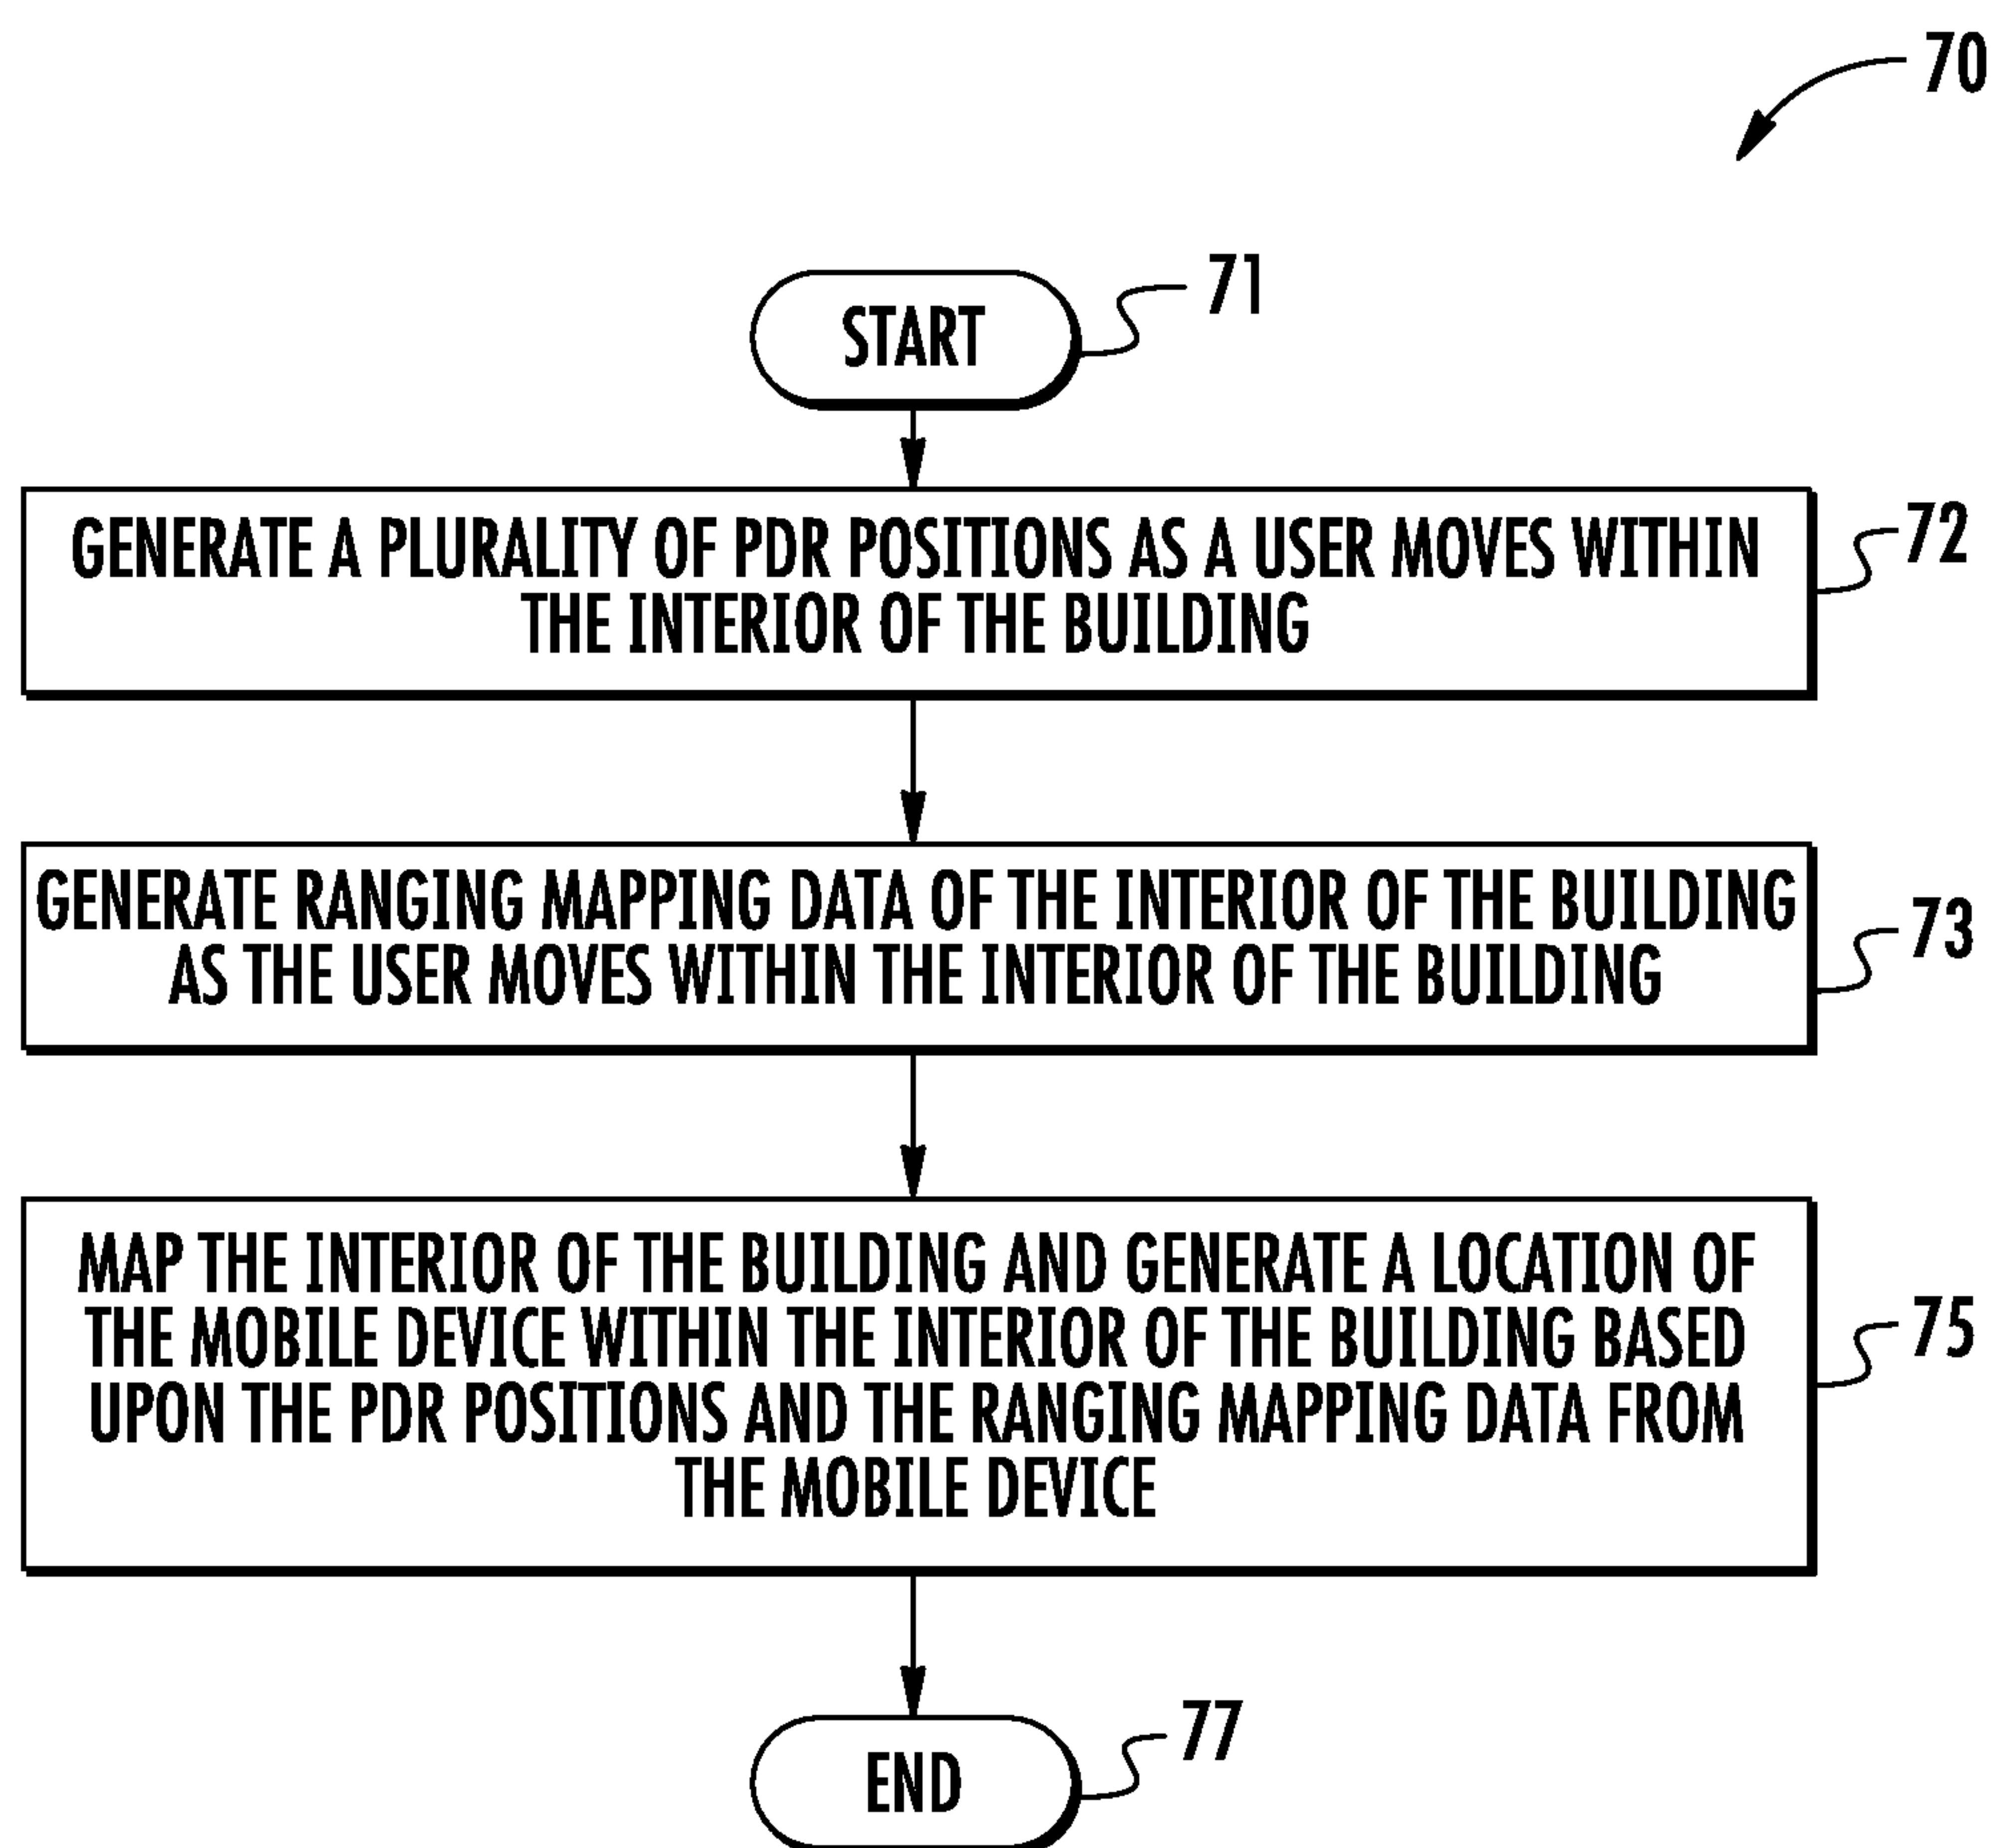 70
START
71
GENERATE A PLURALITY OF PDR POSITIONS AS A USER MOVES WITHIN
THE INTERIOR OF THE BUILDING
72
GENERATE RANGING MAPPING DATA OF THE INTERIOR OF THE BUILDING
AS THE USER MOVES WITHIN THE INTERIOR OF THE BUILDING
73
MAP THE INTERIOR OF THE BUILDING AND GENERATE A LOCATION OF
THE MOBILE DEVICE WITHIN THE INTERIOR OF THE BUILDING BASED
UPON THE PDR POSITIONS AND THE RANGING MAPPING DATA FROM
THE MOBILE DEVICE
75
END
77